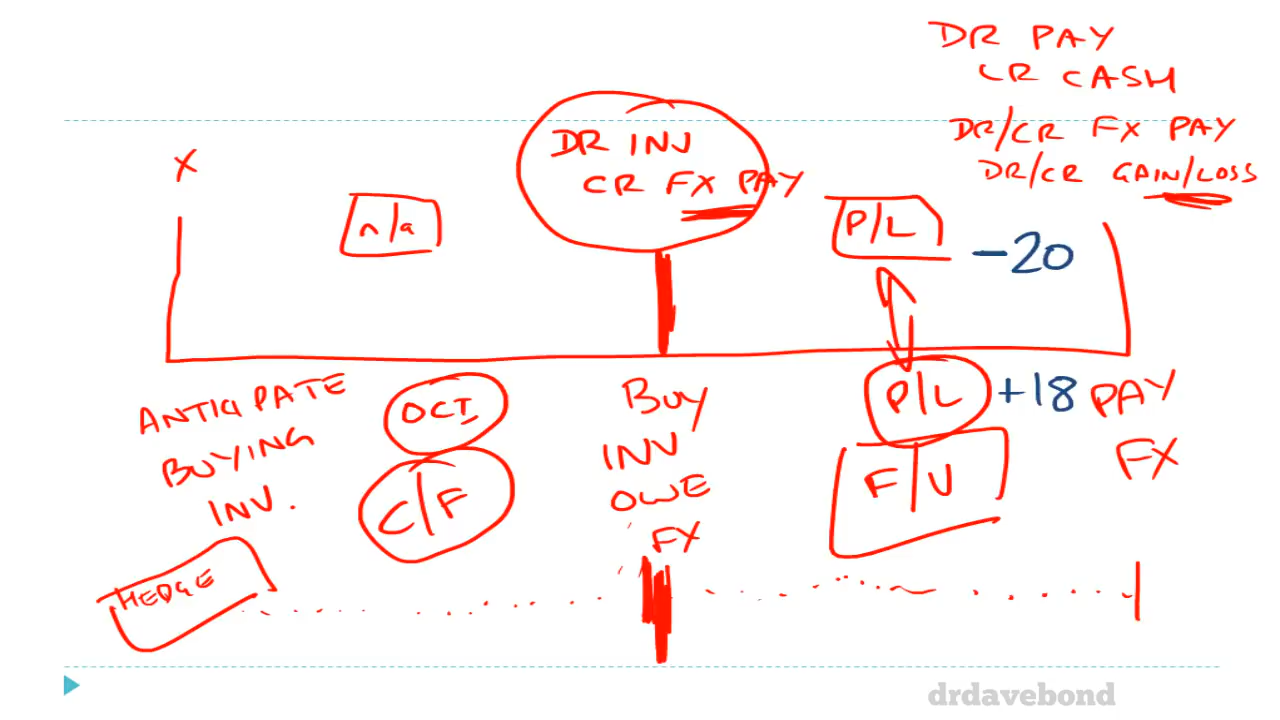 DR PAY
CR CASH
DR/CR FX PAY
DR/CR GAIN/LOSS
X
n/a
DR INV
CR FX PAY
P/L
-20
ANTICIPATE
BUYING
INV.
HEDGE
OCI
C/F
BUY
INV
OWE
FX
P/L
+18
F/V
PAY
FX
drdavebond